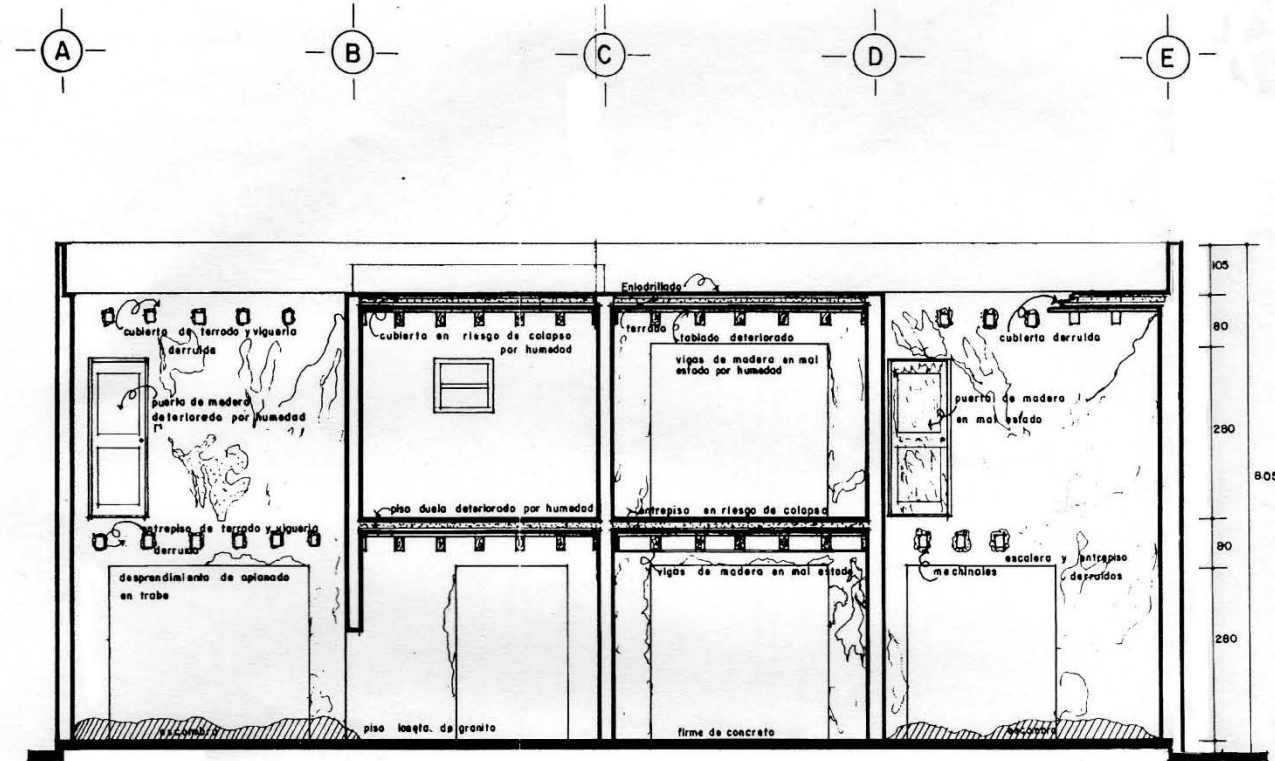 A B C D E
105
Enlodrillado
cubierta de terrado y vigueria
derruida
cubierta en riesgo de colapso
por humedad
terrado
tablado deteriorado
vigas de madera en mal
estado por humedad
cubierta derruida
80
puerta de madera
deteriorada por humedad
puerta de madera
en mal estado
280
805
piso duela deteriorado por humedad
entrepiso en riesgo de colapso
entrepiso de terrado y vigueria
derruido
80
escalera y entrepiso
derruidos
mechinales
desprendimiento de aplanado
en trabe
vigas de madera en mal estado
280
escombro
piso loseta. de granito
firme de concreto
escombro